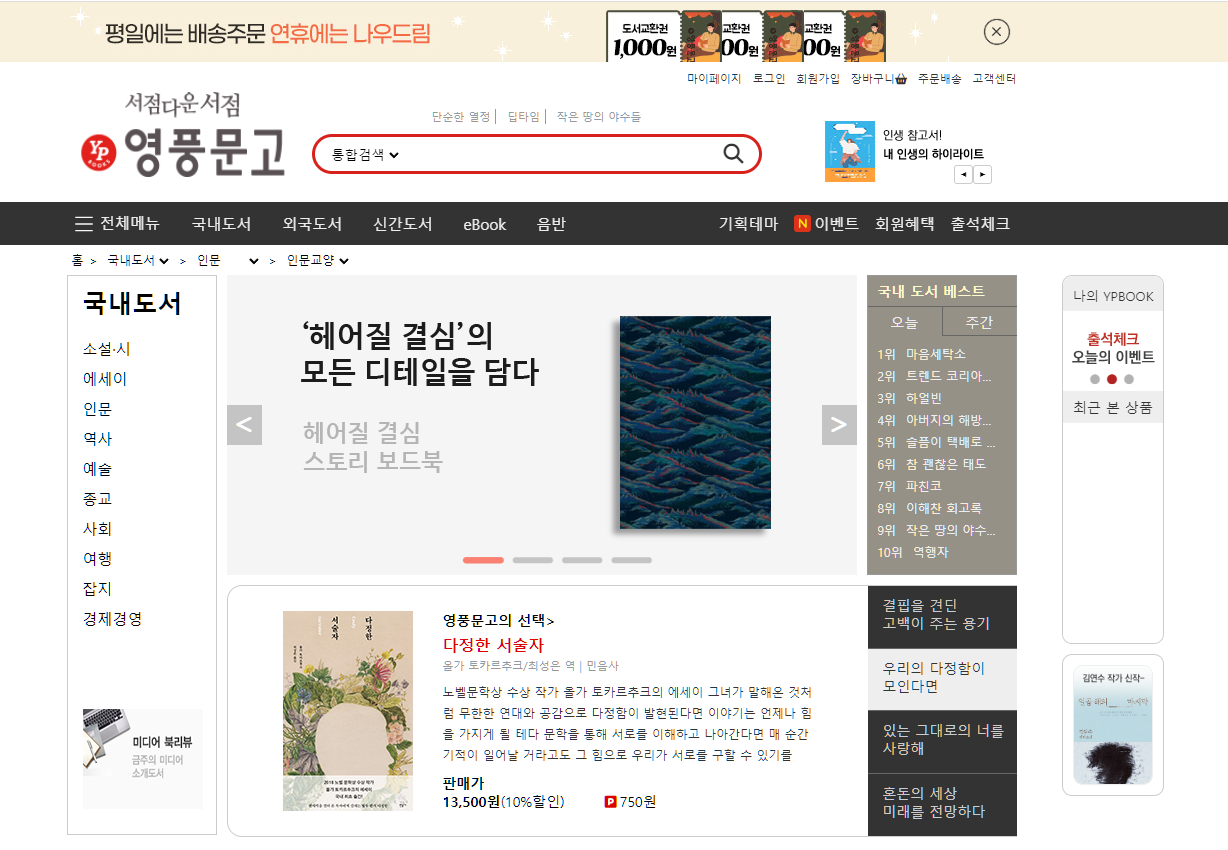 평일에는 배송주문 연휴에는 나우드림
도서교환권 교환권 교환권
1,000원 00원 00원
마이페이지 로그인 회원가입 장바구니 주문배송 고객센터
서점다운 서점
YP BOOKS 영풍문고
단순한 열정 | 딥타임 | 작은 땅의 야수들
통합검색
인생 참고서!
내 인생의 하이라이트
전체메뉴 국내도서 외국도서 신간도서 eBook 음반 기획테마 N 이벤트 회원혜택 출석체크
홈 > 국내도서 > 인문 > 인문교양
국내도서
소설·시
에세이
인문
역사
예술
종교
사회
여행
잡지
경제경영
미디어 북리뷰
금주의 미디어
소개도서
‘헤어질 결심’의
모든 디테일을 담다
헤어질 결심
스토리 보드북
< >
국내 도서 베스트
오늘 주간
1위 마음세탁소
2위 트렌드 코리아...
3위 하얼빈
4위 아버지의 해방...
5위 슬픔이 택배로 ...
6위 참 괜찮은 태도
7위 파친코
8위 이해찬 회고록
9위 작은 땅의 야수...
10위 역행자
나의 YPBOOK
출석체크
오늘의 이벤트
최근 본 상품
다정한
서술자
2018 노벨 문학상 수상 작가
올가 토카르추크의 에세이
국내 최초 출간!
영풍문고의 선택>
다정한 서술자
올가 토카르추크/최성은 역 | 민음사
노벨문학상 수상 작가 올가 토카르추크의 에세이 그녀가 말해온 것처
럼 무한한 연대와 공감으로 다정함이 발현된다면 이야기는 언제나 힘
을 가지게 될 테다 문학을 통해 서로를 이해하고 나아간다면 매 순간
기적이 일어날 거라고도 그 힘으로 우리가 서로를 구할 수 있기를
판매가
13,500원(10%할인) P 750원
결핍을 견딘
고백이 주는 용기
우리의 다정함이
모인다면
있는 그대로의 너를
사랑해
혼돈의 세상
미래를 전망하다
김연수 작가 신작~